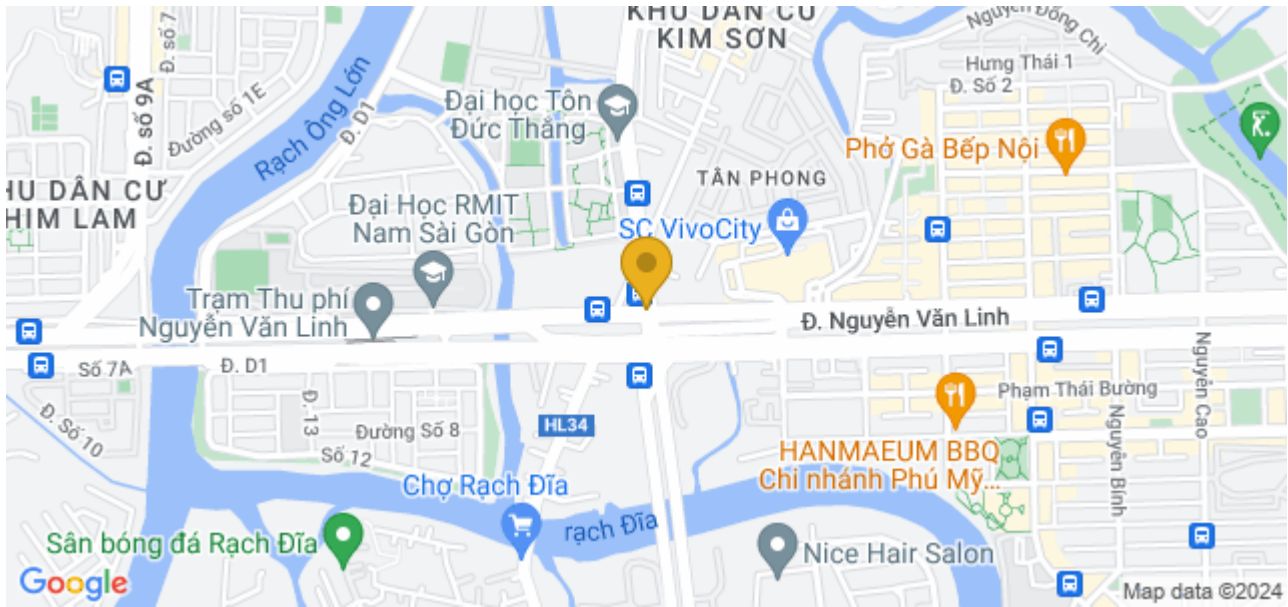 KHU DÂN CƯ
KIM SƠN
Nguyễn Đổng Chi
Hưng Thái 1
Đ. Số 2
Đ. số 7
Đ. số 9A
Đường số 1E
Rạch Ông Lớn
Đ. D1
Đại học Tôn
Đức Thắng
Phở Gà Bếp Nội
HU DÂN CƯ
HIM LAM
TÂN PHONG
Đại Học RMIT
Nam Sài Gòn
SC VivoCity
Trạm Thu phí
Nguyễn Văn Linh
Đ. Nguyễn Văn Linh
Số 7A
Đ. D1
Đ. Số 10
Đ. 13
Đường Số 8
Số 12
HL34
Phạm Thái Bường
Nguyễn Cao
Nguyễn Bính
HANMAEUM BBQ
Chi nhánh Phú Mỹ...
Chợ Rạch Đĩa
rạch Đĩa
Sân bóng đá Rạch Đĩa
Nice Hair Salon
Google
Map data ©2024